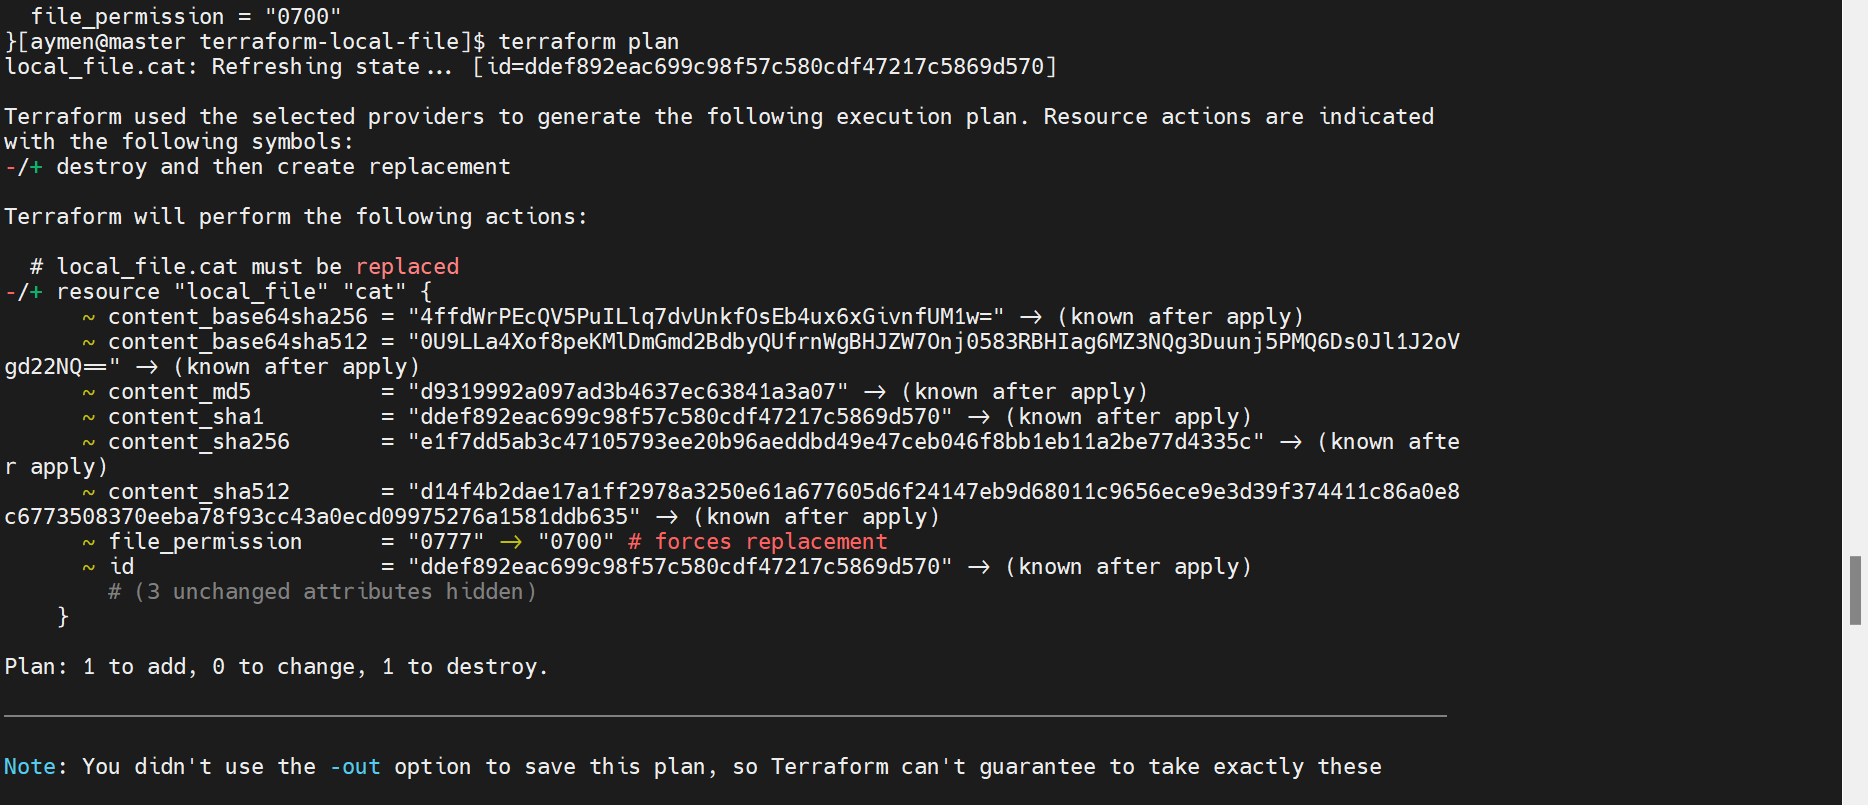 file_permission = "0700"
}[aymen@master terraform-local-file]$ terraform plan
local_file.cat: Refreshing state... [id=ddef892eac699c98f57c580cdf47217c5869d570]

Terraform used the selected providers to generate the following execution plan. Resource actions are indicated
with the following symbols:
-/+ destroy and then create replacement

Terraform will perform the following actions:

  # local_file.cat must be replaced
-/+ resource "local_file" "cat" {
      ~ content_base64sha256 = "4ffdWrPEcQV5PuILlq7dvUnkfOsEb4ux6xGivnfUM1w=" -> (known after apply)
      ~ content_base64sha512 = "0U9LLa4Xof8peKMlDmGmd2BdbyQUfrnWgBHJZW7Onj0583RBHIag6MZ3NQg3Duunj5PMQ6Ds0Jl1J2oV
gd22NQ==" -> (known after apply)
      ~ content_md5          = "d9319992a097ad3b4637ec63841a3a07" -> (known after apply)
      ~ content_sha1         = "ddef892eac699c98f57c580cdf47217c5869d570" -> (known after apply)
      ~ content_sha256       = "e1f7dd5ab3c47105793ee20b96aeddbd49e47ceb046f8bb1eb11a2be77d4335c" -> (known afte
r apply)
      ~ content_sha512       = "d14f4b2dae17a1ff2978a3250e61a677605d6f24147eb9d68011c9656ece9e3d39f374411c86a0e8
c6773508370eeba78f93cc43a0ecd09975276a1581ddb635" -> (known after apply)
      ~ file_permission      = "0777" -> "0700" # forces replacement
      ~ id                   = "ddef892eac699c98f57c580cdf47217c5869d570" -> (known after apply)
        # (3 unchanged attributes hidden)
    }

Plan: 1 to add, 0 to change, 1 to destroy.

Note: You didn't use the -out option to save this plan, so Terraform can't guarantee to take exactly these